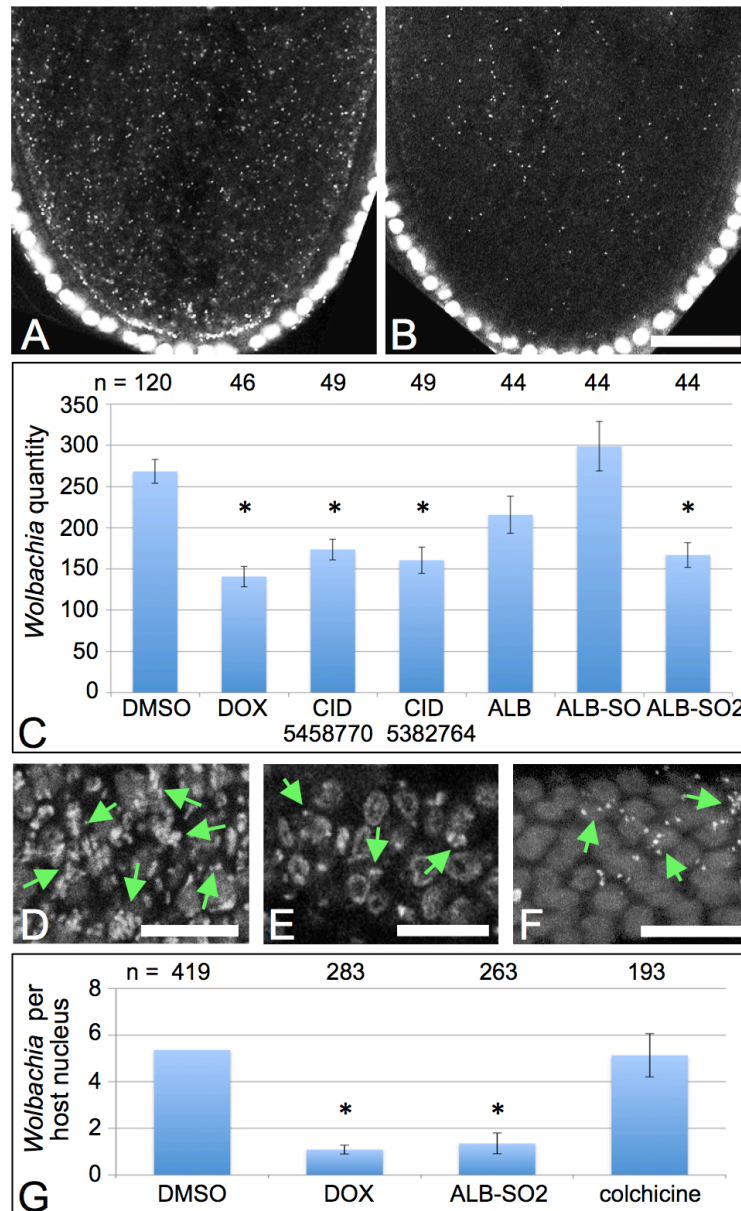 A
B
n = 120 46 49 49 44 44 44
Wolbachia quantity
350
300
250
200
150
100
50
0
* * * *
DMSO DOX CID ALB ALB-SO ALB-SO2
5458770 5382764
C
D
E
F
n = 419 283 263 193
Wolbachia per
host nucleus
8
6
4
2
0
* *
DMSO DOX ALB-SO2 colchicine
G